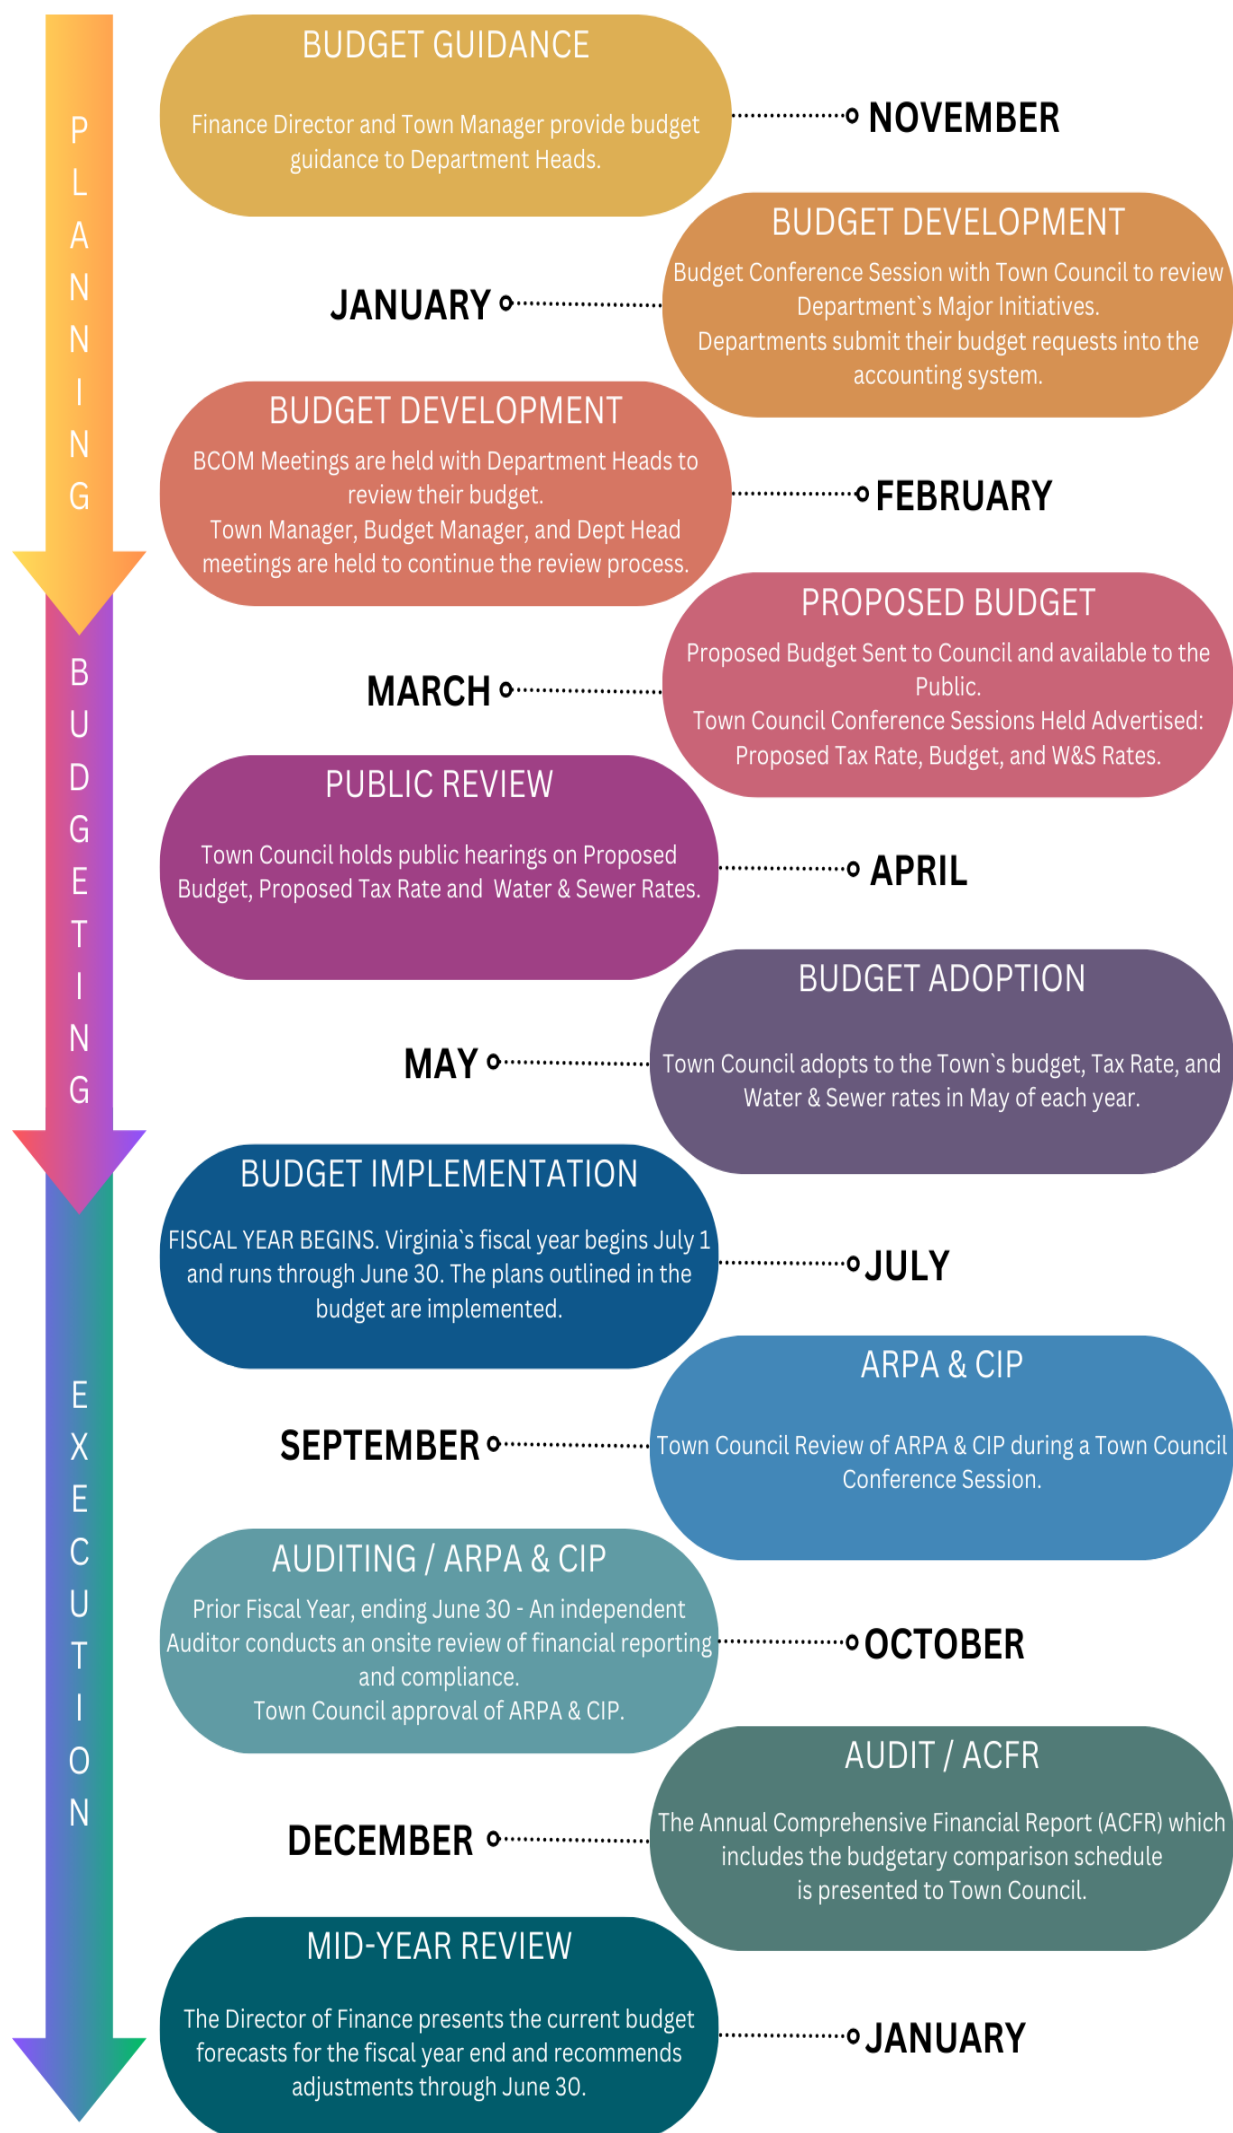 PLANNING
BUDGET GUIDANCE
Finance Director and Town Manager provide budget
guidance to Department Heads.
NOVEMBER
BUDGET DEVELOPMENT
Budget Conference Session with Town Council to review
Department`s Major Initiatives.
Departments submit their budget requests into the
accounting system.
JANUARY
BUDGET DEVELOPMENT
BCOM Meetings are held with Department Heads to
review their budget.
Town Manager, Budget Manager, and Dept Head
meetings are held to continue the review process.
FEBRUARY
BUDGETING
PROPOSED BUDGET
Proposed Budget Sent to Council and available to the
Public.
Town Council Conference Sessions Held Advertised:
Proposed Tax Rate, Budget, and W&S Rates.
MARCH
PUBLIC REVIEW
Town Council holds public hearings on Proposed
Budget, Proposed Tax Rate and  Water & Sewer Rates.
APRIL
BUDGET ADOPTION
Town Council adopts to the Town`s budget, Tax Rate, and
Water & Sewer rates in May of each year.
MAY
EXECUTION
BUDGET IMPLEMENTATION
FISCAL YEAR BEGINS. Virginia`s fiscal year begins July 1
and runs through June 30. The plans outlined in the
budget are implemented.
JULY
ARPA & CIP
Town Council Review of ARPA & CIP during a Town Council
Conference Session.
SEPTEMBER
AUDITING / ARPA & CIP
Prior Fiscal Year, ending June 30 - An independent
Auditor conducts an onsite review of financial reporting
and compliance.
Town Council approval of ARPA & CIP.
OCTOBER
AUDIT / ACFR
The Annual Comprehensive Financial Report (ACFR) which
includes the budgetary comparison schedule
is presented to Town Council.
DECEMBER
MID-YEAR REVIEW
The Director of Finance presents the current budget
forecasts for the fiscal year end and recommends
adjustments through June 30.
JANUARY